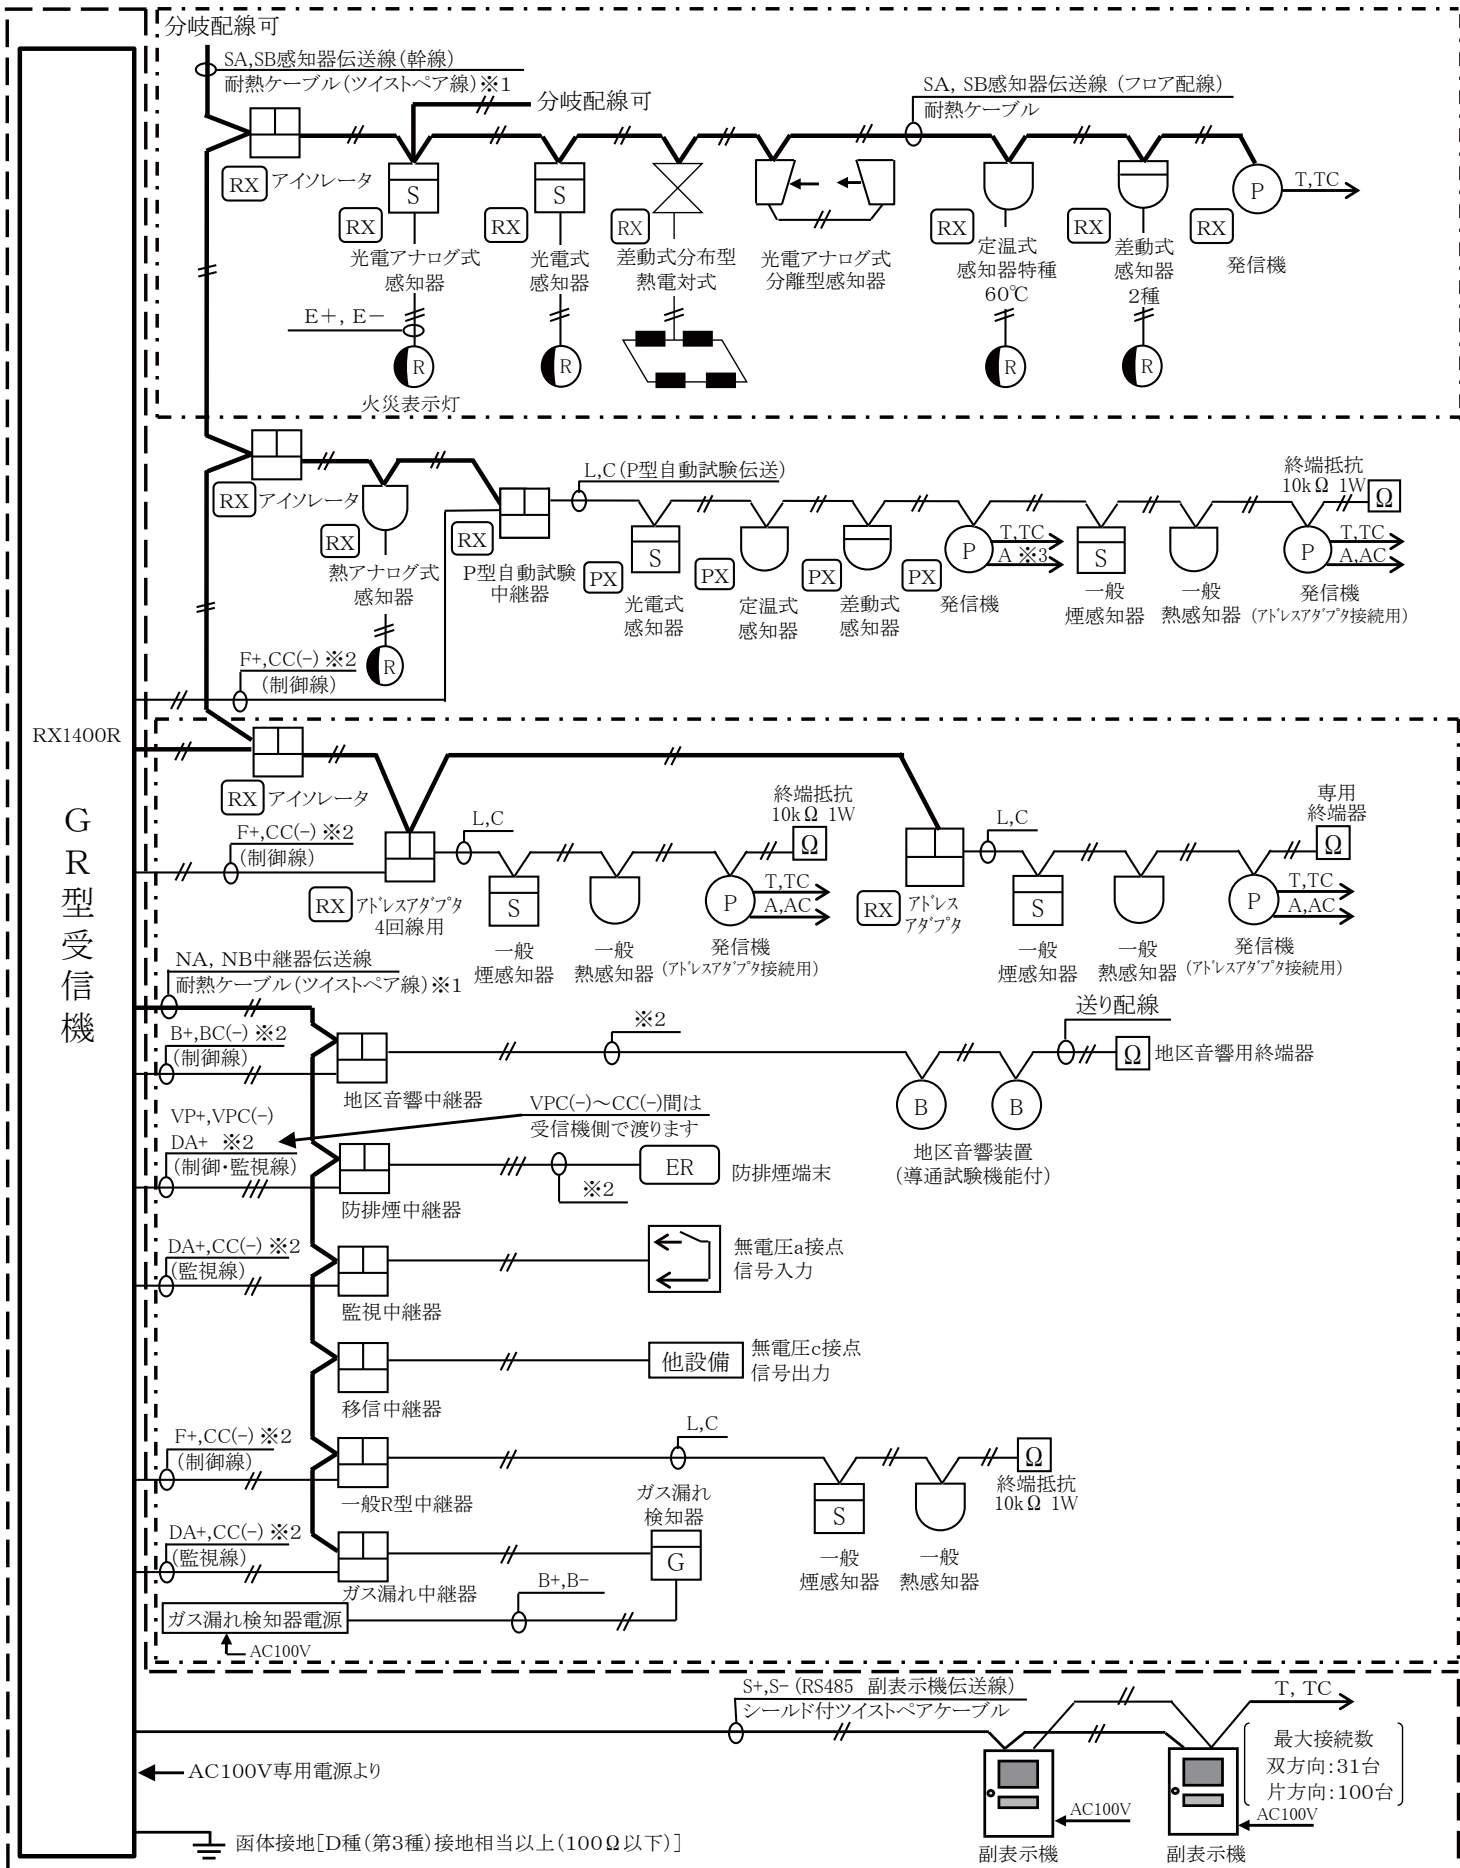 分岐配線可
SA,SB感知器伝送線(幹線)
耐熱ケーブル(ツイストペア線)※1
分岐配線可
SA, SB感知器伝送線 (フロア配線)
耐熱ケーブル
RX アイソレータ
S
RX
光電アナログ式
感知器
S
RX
光電式
感知器
RX
差動式分布型
熱電対式
光電アナログ式
分離型感知器
RX
定温式
感知器特種
60℃
RX
差動式
感知器
2種
P
T,TC
RX
発信機
E+, E-
R
火災表示灯
R
R
R
RX アイソレータ
RX
熱アナログ式
感知器
R
RX
P型自動試験
中継器
L,C(P型自動試験伝送)
S
PX
光電式
感知器
PX
定温式
感知器
PX
差動式
感知器
P
T,TC
A ※3
PX
発信機
S
一般
煙感知器
一般
熱感知器
終端抵抗
10kΩ 1W
Ω
P
T,TC
A,AC
発信機
(アドレスアダプタ接続用)
F+,CC(-) ※2
(制御線)
RX1400R
GR型受信機
RX アイソレータ
F+,CC(-) ※2
(制御線)
RX アドレスアダプタ
4回線用
L,C
S
一般
煙感知器
一般
熱感知器
終端抵抗
10kΩ 1W
Ω
P
T,TC
A,AC
発信機
(アドレスアダプタ接続用)
RX アドレス
アダプタ
L,C
S
一般
煙感知器
一般
熱感知器
専用
終端器
Ω
P
T,TC
A,AC
発信機
(アドレスアダプタ接続用)
NA, NB中継器伝送線
耐熱ケーブル(ツイストペア線)※1
B+,BC(-) ※2
(制御線)
地区音響中継器
※2
送り配線
Ω 地区音響用終端器
B
B
地区音響装置
(導通試験機能付)
VP+,VPC(-)
DA+ ※2
(制御・監視線)
VPC(-)～CC(-)間は
受信機側で渡ります
防排煙中継器
※2
ER
防排煙端末
DA+,CC(-) ※2
(監視線)
監視中継器
無電圧a接点
信号入力
移信中継器
他設備
無電圧c接点
信号出力
F+,CC(-) ※2
(制御線)
一般R型中継器
L,C
S
一般
煙感知器
一般
熱感知器
Ω
終端抵抗
10kΩ 1W
DA+,CC(-) ※2
(監視線)
ガス漏れ中継器
ガス漏れ
検知器
G
B+,B-
ガス漏れ検知器電源
AC100V
S+,S- (RS485 副表示機伝送線)
シールド付ツイストペアケーブル
T, TC
最大接続数
双方向:31台
片方向:100台
AC100V
副表示機
AC100V
副表示機
AC100V専用電源より
函体接地[D種(第3種)接地相当以上(100Ω以下)]